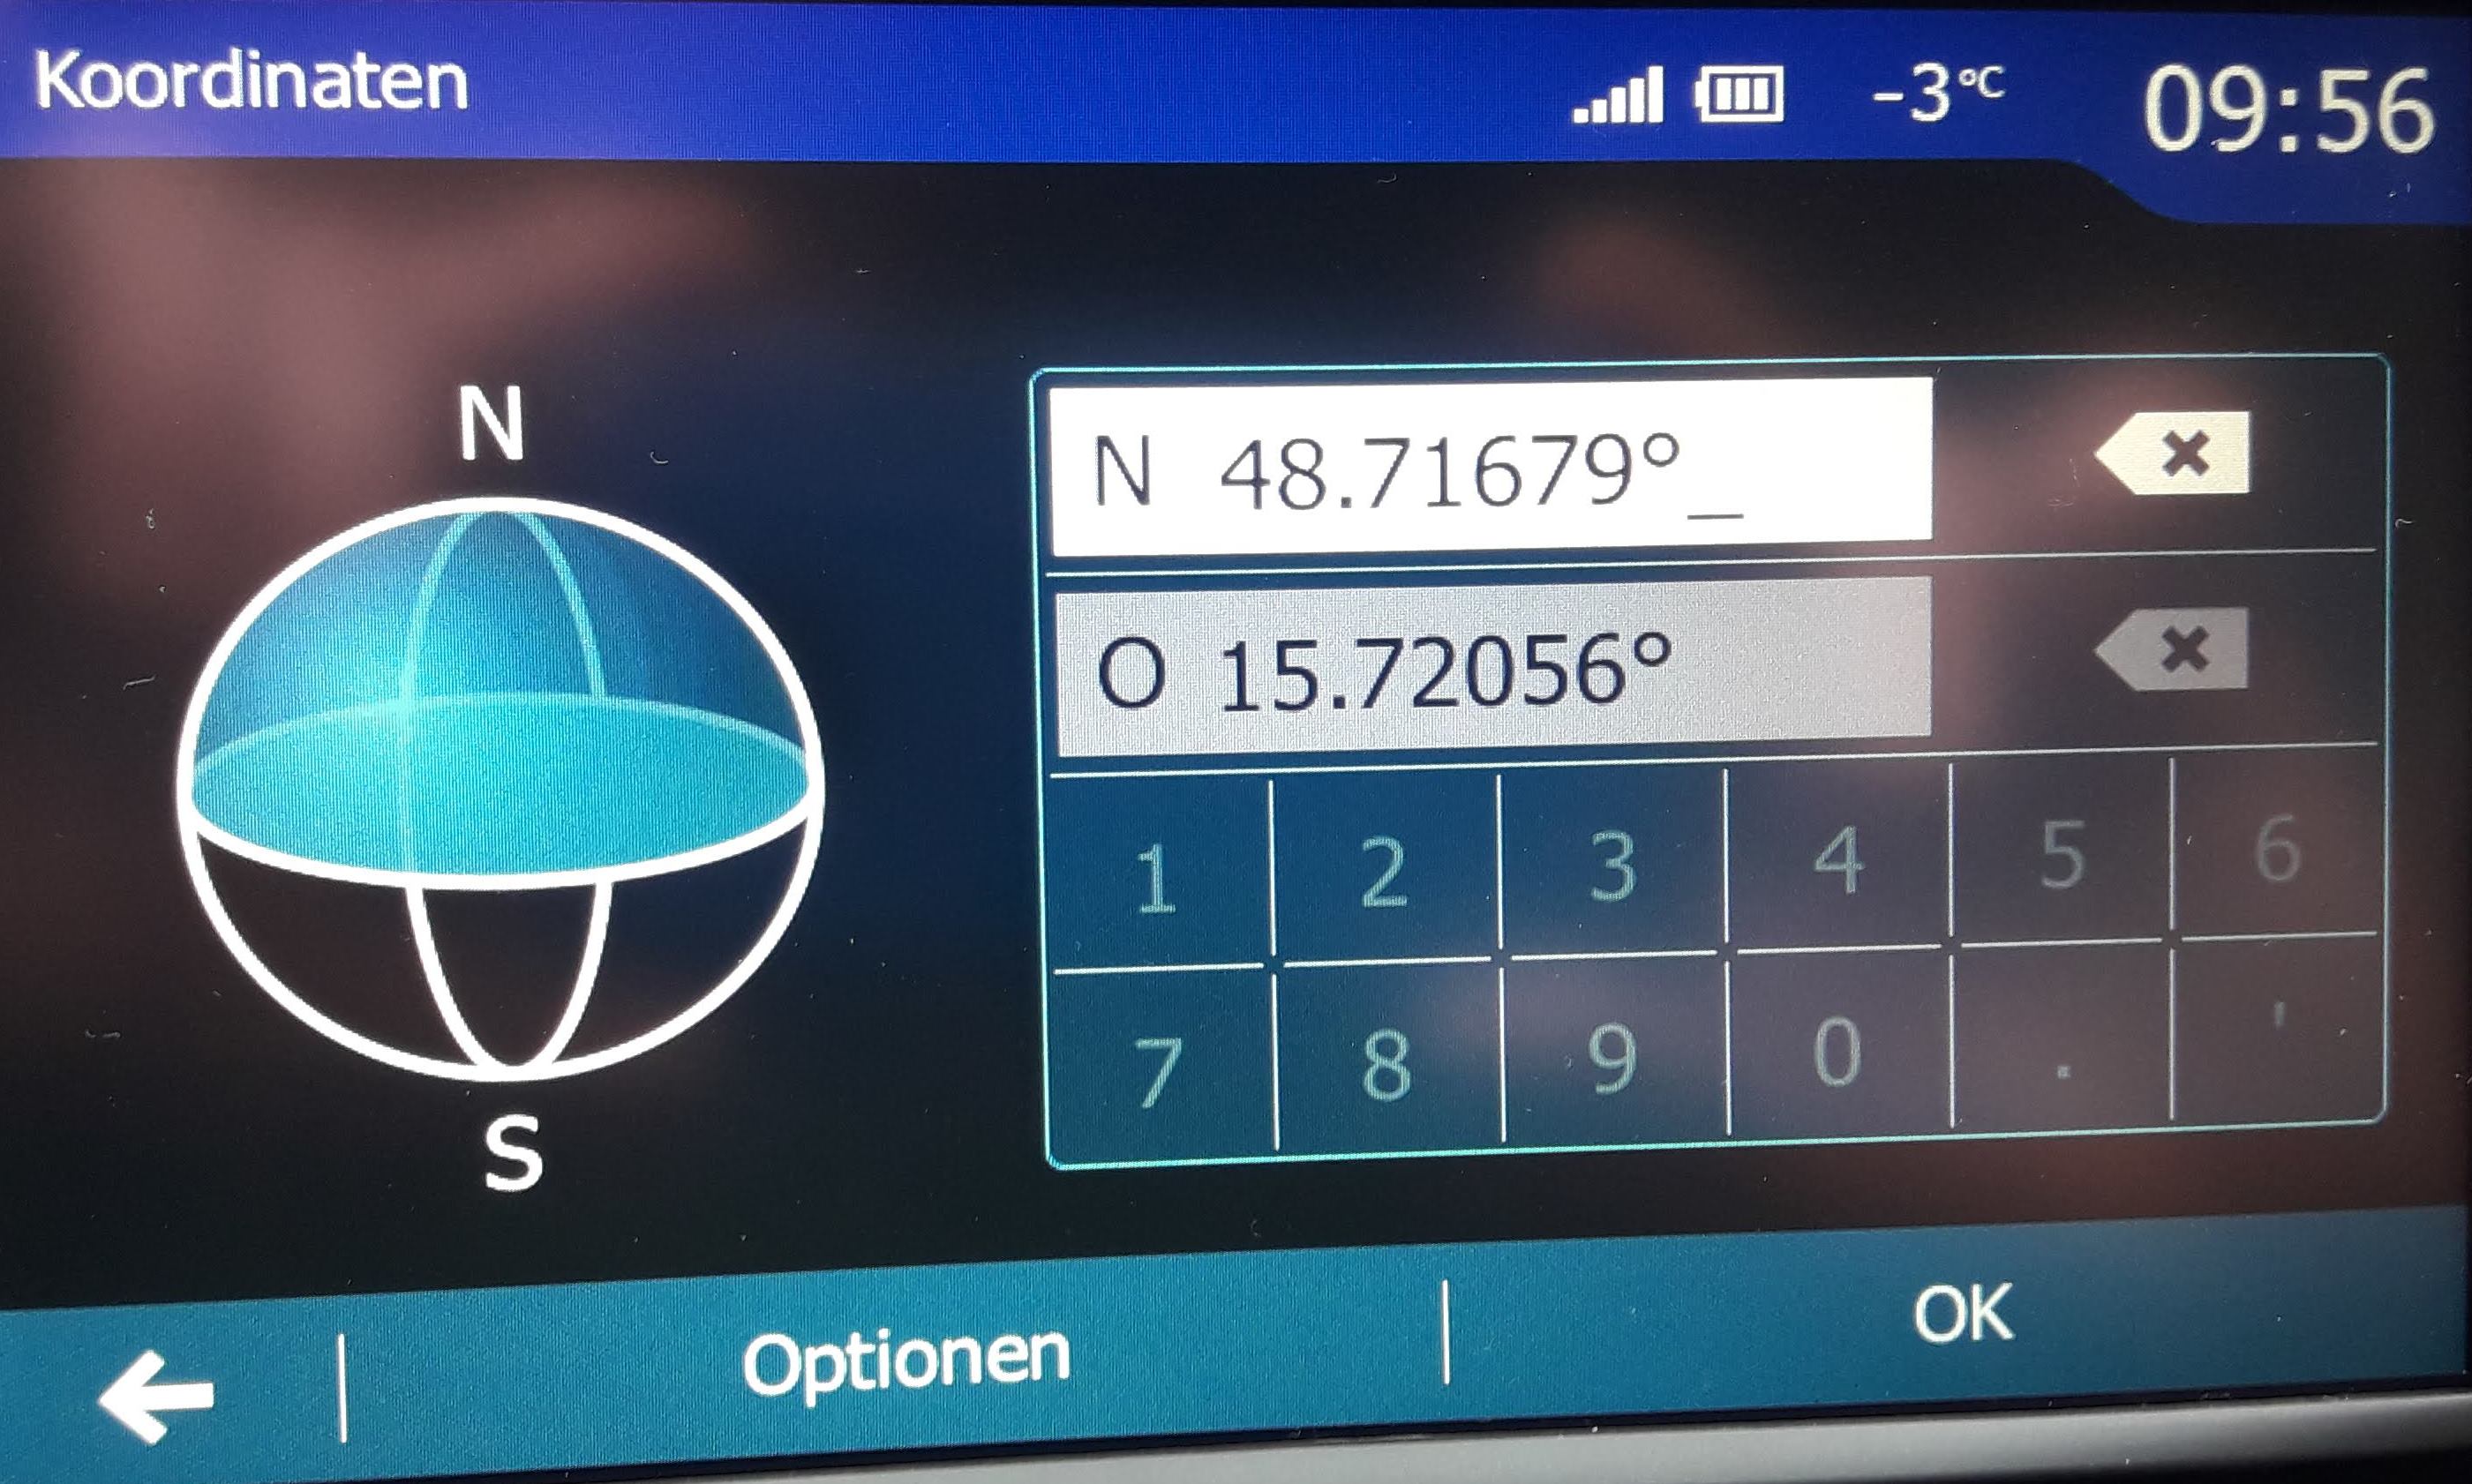 Koordinaten -3°C 09:56
N
N 48.71679°_
O 15.72056°
1 2 3 4 5 6
7 8 9 0 . '
S
Optionen OK